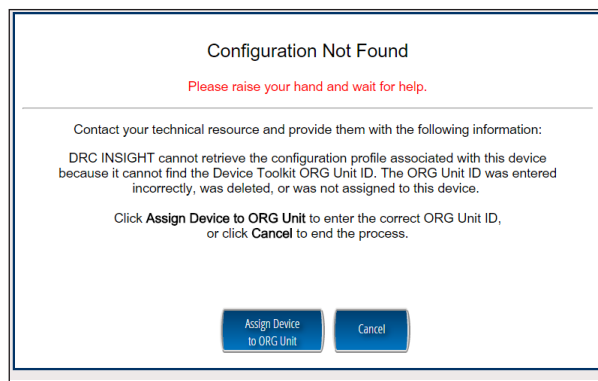 Configuration Not Found
Please raise your hand and wait for help.
Contact your technical resource and provide them with the following information:
DRC INSIGHT cannot retrieve the configuration profile associated with this device
because it cannot find the Device Toolkit ORG Unit ID. The ORG Unit ID was entered
incorrectly, was deleted, or was not assigned to this device.
Click Assign Device to ORG Unit to enter the correct ORG Unit ID,
or click Cancel to end the process.
Assign Device
to ORG Unit
Cancel